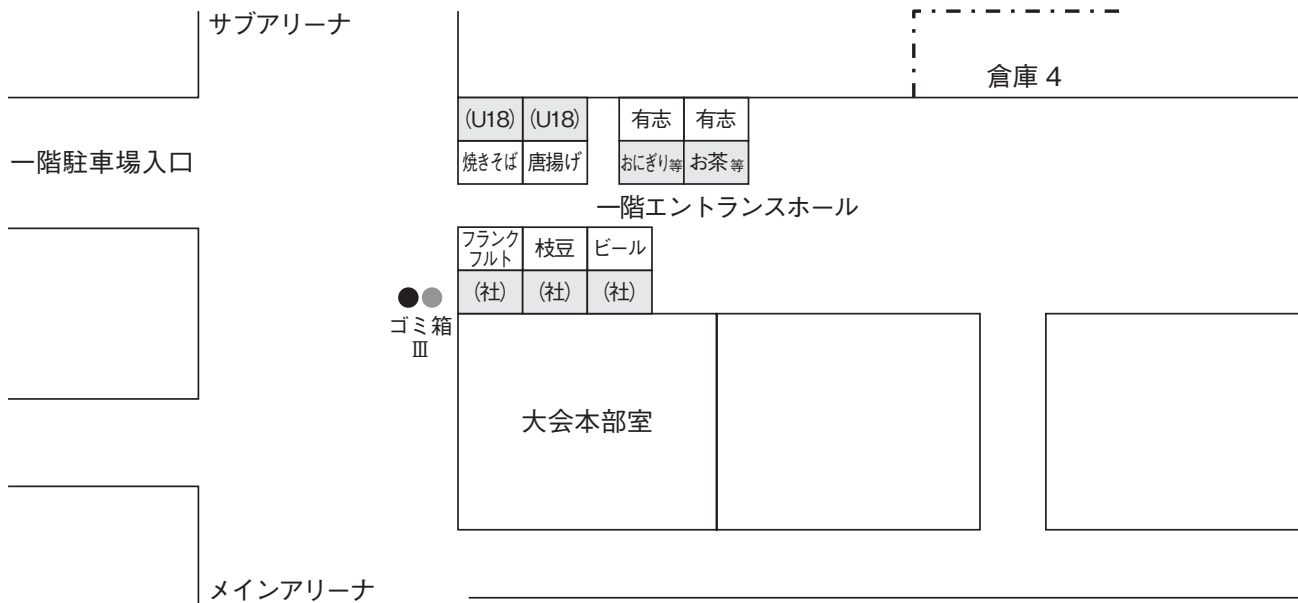 サブアリーナ
倉庫 4
(U18) (U18) 有志 有志
一階駐車場入口
焼きそば 唐揚げ おにぎり等 お茶等
一階エントランスホール
フランク
フルト
枝豆 ビール
(社) (社) (社)
ゴミ箱
Ⅲ
大会本部室
メインアリーナ